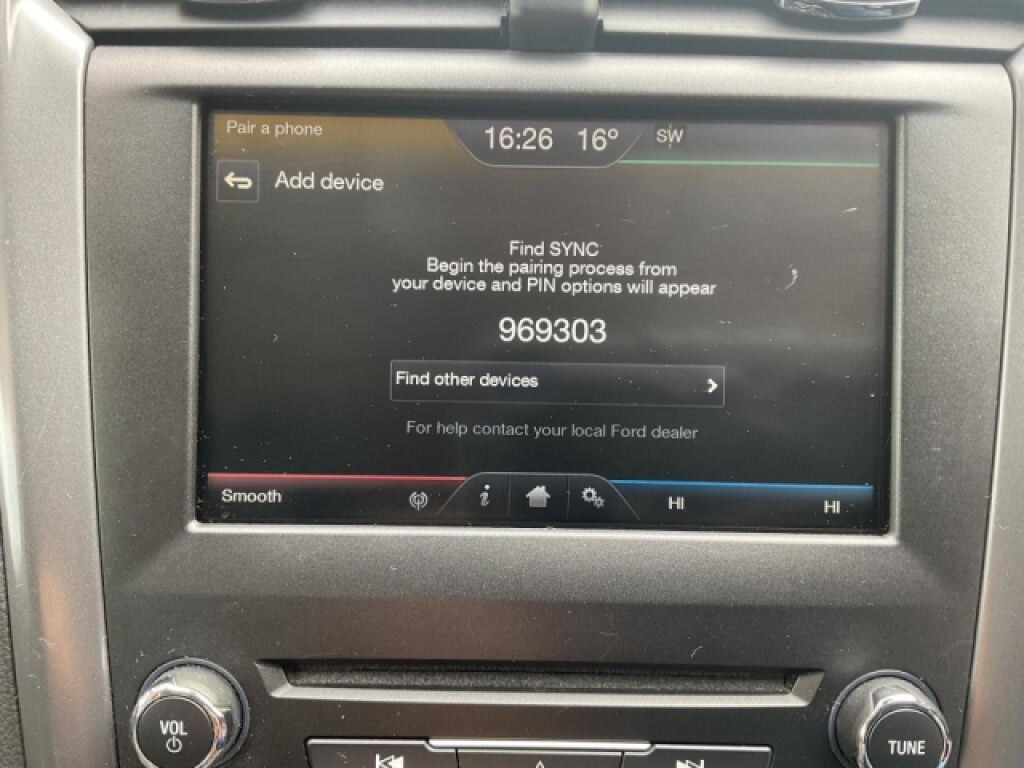 Pair a phone
16:26 16° SW
Add device
Find SYNC
Begin the pairing process from
your device and PIN options will appear
969303
Find other devices
For help contact your local Ford dealer
Smooth
i
HI
HI
VOL
TUNE